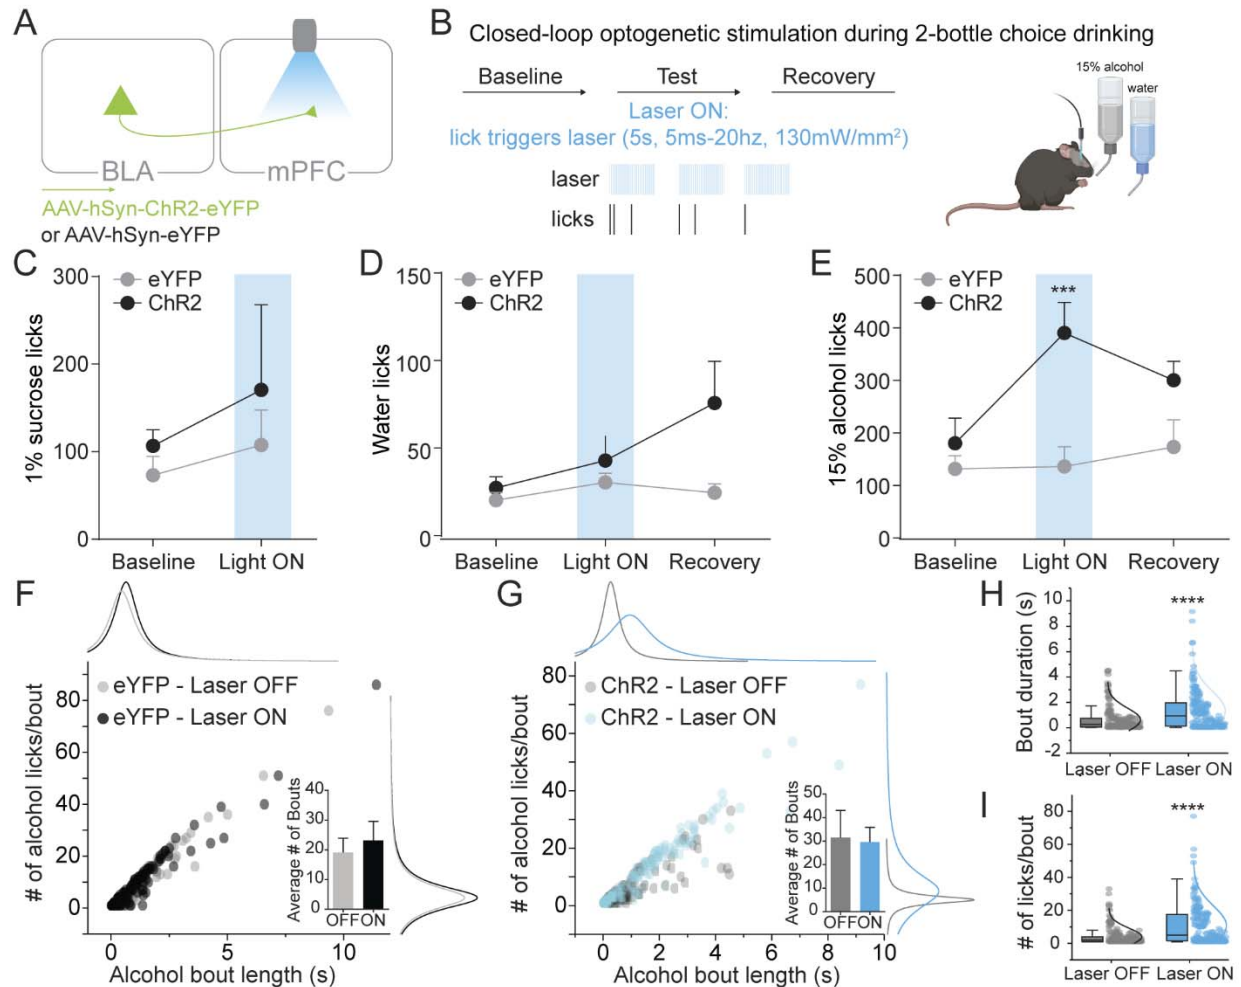 A
BLA
mPFC
AAV-hSyn-ChR2-eYFP
or AAV-hSyn-eYFP
B
Closed-loop optogenetic stimulation during 2-bottle choice drinking
Baseline
Test
Recovery
Laser ON:
lick triggers laser (5s, 5ms-20hz, 130mW/mm²)
laser
licks
15% alcohol
water
C
eYFP
ChR2
1% sucrose licks
300
200
100
0
Baseline
Light ON
D
eYFP
ChR2
Water licks
150
100
50
0
Baseline
Light ON
Recovery
E
eYFP
ChR2
***
15% alcohol licks
500
400
300
200
100
0
Baseline
Light ON
Recovery
F
eYFP - Laser OFF
eYFP - Laser ON
# of alcohol licks/bout
80
60
40
20
0
0
5
10
Alcohol bout length (s)
Average # of Bouts
40
30
20
10
0
OFF
ON
G
ChR2 - Laser OFF
ChR2 - Laser ON
# of alcohol licks/bout
80
60
40
20
0
0
2
4
6
8
10
Alcohol bout length (s)
Average # of Bouts
50
40
30
20
10
0
OFF
ON
H
****
Bout duration (s)
10
8
6
4
2
0
-2
Laser OFF
Laser ON
I
****
# of licks/bout
80
60
40
20
0
Laser OFF
Laser ON